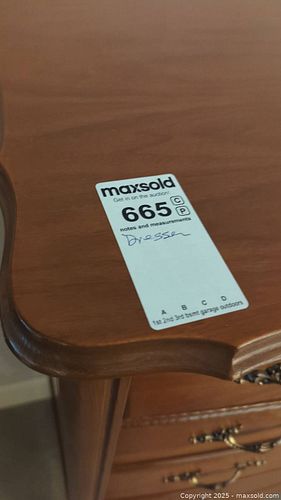 maxsold
Get in on the auction.
665 C
P
notes and measurements
Dresser
A B C D
1st 2nd 3rd bsmt garage outdoors
Copyright © 2025 - maxsold.com